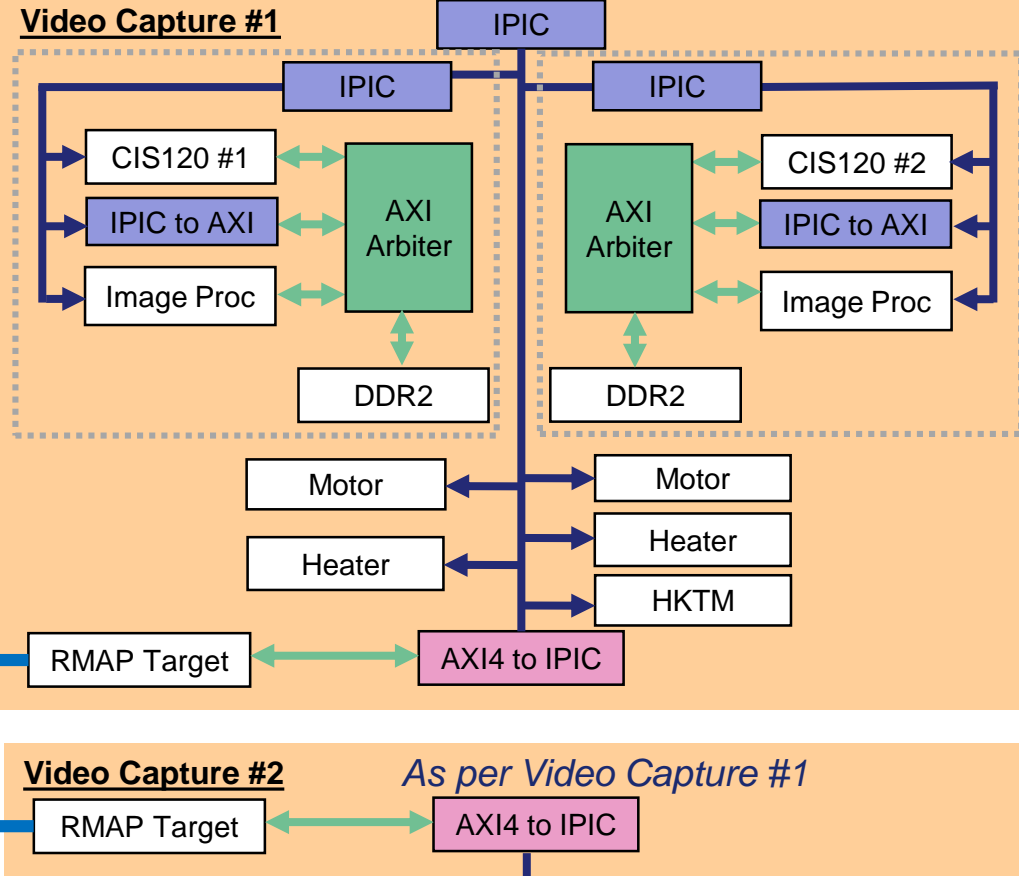 Video Capture #1
IPIC
IPIC
IPIC
CIS120 #1
IPIC to AXI
Image Proc
AXI
Arbiter
DDR2
AXI
Arbiter
CIS120 #2
IPIC to AXI
Image Proc
DDR2
Motor
Motor
Heater
Heater
HKTM
RMAP Target
AXI4 to IPIC
Video Capture #2
As per Video Capture #1
RMAP Target
AXI4 to IPIC